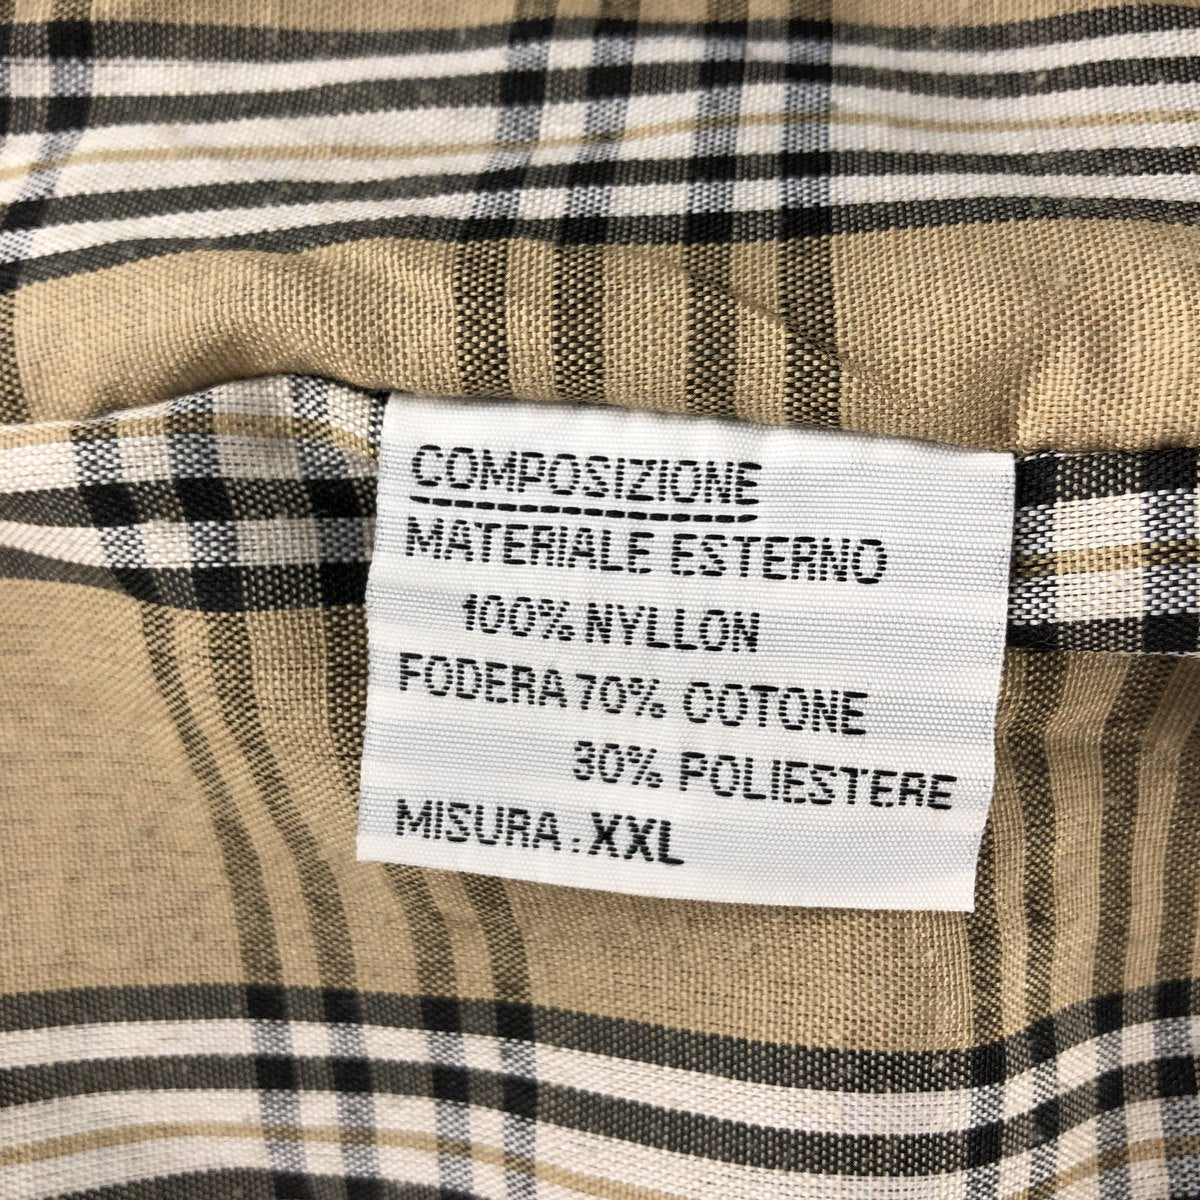 COMPOSIZIONE
MATERIALE ESTERNO
100% NYLLON
FODERA 70% COTONE
30% POLIESTERE
MISURA: XXL